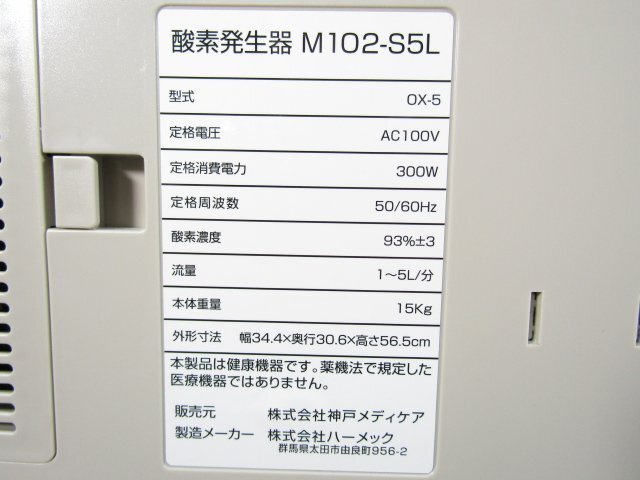 酸素発生器 M102-S5L
型式 OX-5
定格電圧 AC100V
定格消費電力 300W
定格周波数 50/60Hz
酸素濃度 93%±3
流量 1～5L/分
本体重量 15Kg
外形寸法 幅34.4×奥行30.6×高さ56.5cm
本製品は健康機器です。薬機法で規定した
医療機器ではありません。
販売元 株式会社神戸メディケア
製造メーカー 株式会社ハーメック
群馬県太田市由良町956-2